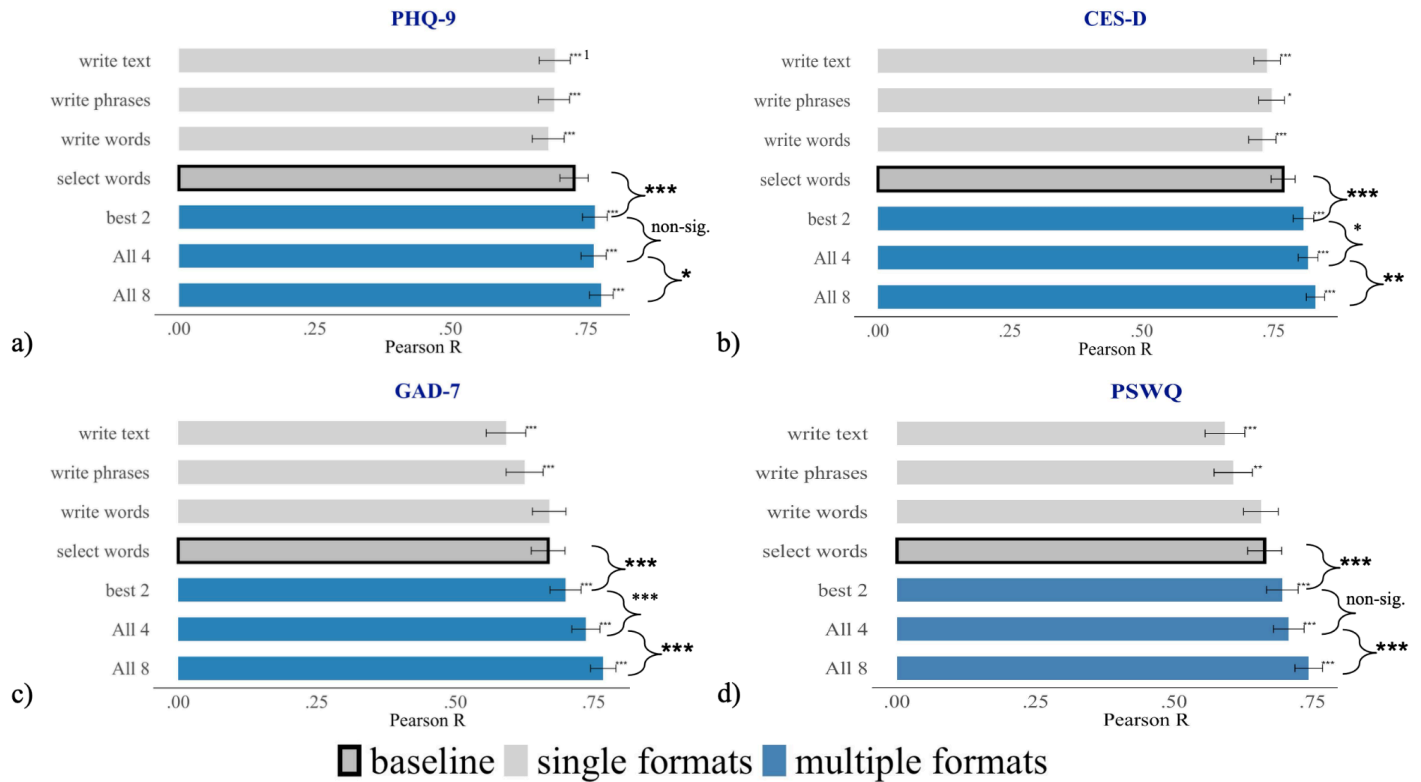 PHQ-9
write text *** 1
write phrases ***
write words ***
select words
***
best 2 ***
non-sig.
All 4 ***
*
All 8 ***
.00 .25 .50 .75
Pearson R
a)
CES-D
write text ***
write phrases *
write words ***
select words
***
best 2 ***
*
All 4 ***
**
All 8 ***
.00 .25 .50 .75
Pearson R
b)
GAD-7
write text ***
write phrases ***
write words
select words
***
best 2 ***
***
All 4 ***
***
All 8 ***
.00 .25 .50 .75
Pearson R
c)
PSWQ
write text ***
write phrases **
write words
select words
***
best 2 ***
non-sig.
All 4 ***
***
All 8 ***
.00 .25 .50 .75
Pearson R
d)
baseline single formats multiple formats